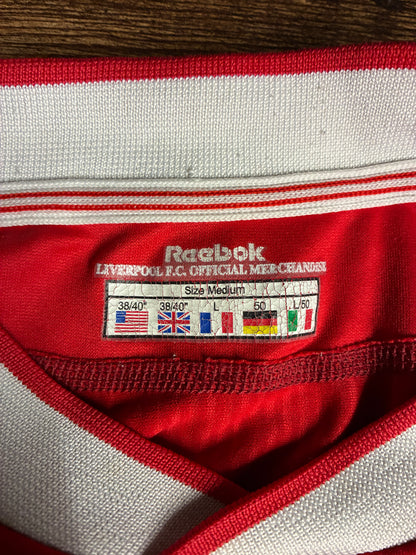 Reebok
LIVERPOOL F.C. OFFICIAL MERCHANDISE
Size Medium
38/40" 38/40" L 50 L/50